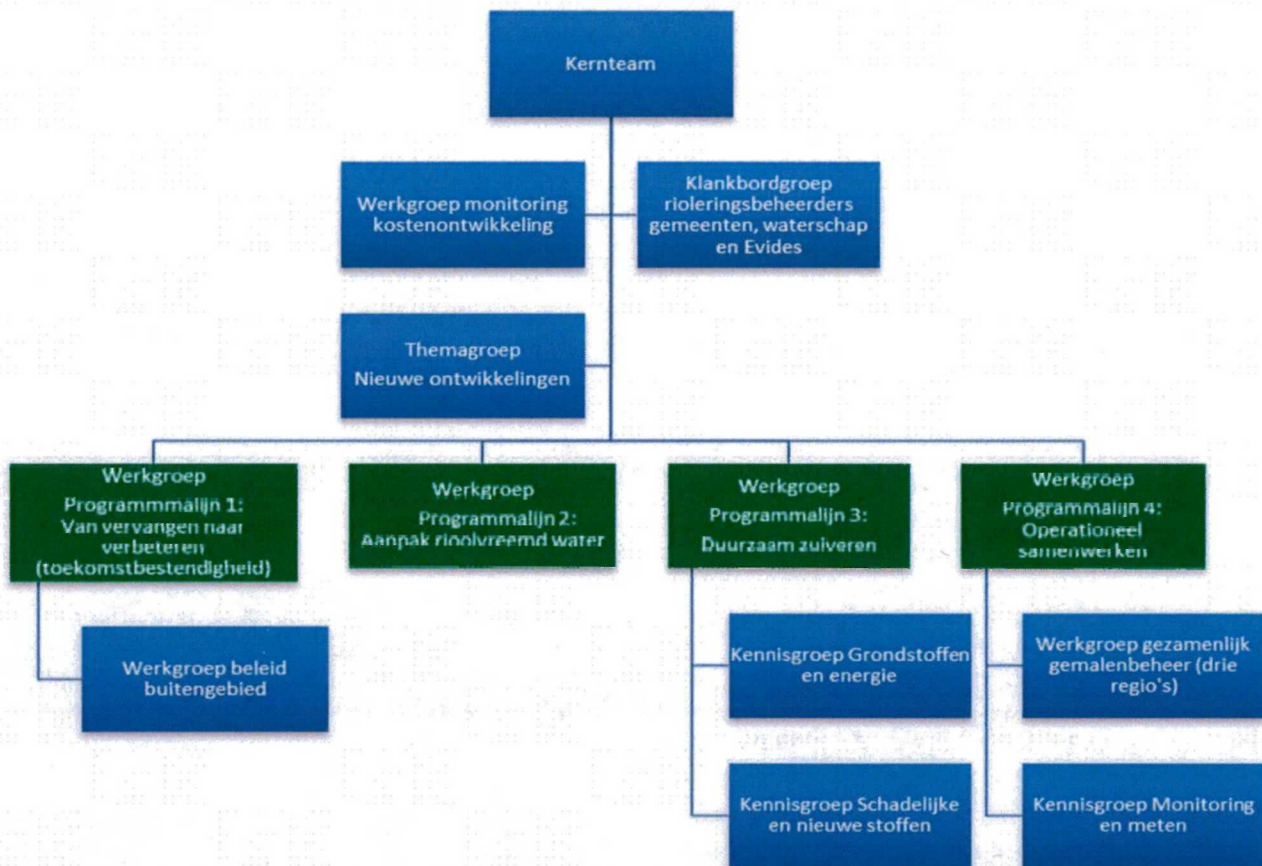 Kernteam
Werkgroep monitoring
kostenontwikkeling
Klankbordgroep
rioleringsbeheerders
gemeenten, waterschap
en Evides
Themagroep
Nieuwe ontwikkelingen
Werkgroep
Programmmalijn 1:
Van vervangen naar
verbeteren
(toekomstbestendigheid)
Werkgroep
Programmalijn 2:
Aanpak rioolvreemd water
Werkgroep
Programmalijn 3:
Duurzaam zuiveren
Werkgroep
Programmalijn 4:
Operationeel
samenwerken
Werkgroep beleid
buitengebied
Kennisgroep Grondstoffen
en energie
Kennisgroep Schadelijke
en nieuwe stoffen
Werkgroep gezamenlijk
gemalenbeheer (drie
regio's)
Kennisgroep Monitoring
en meten